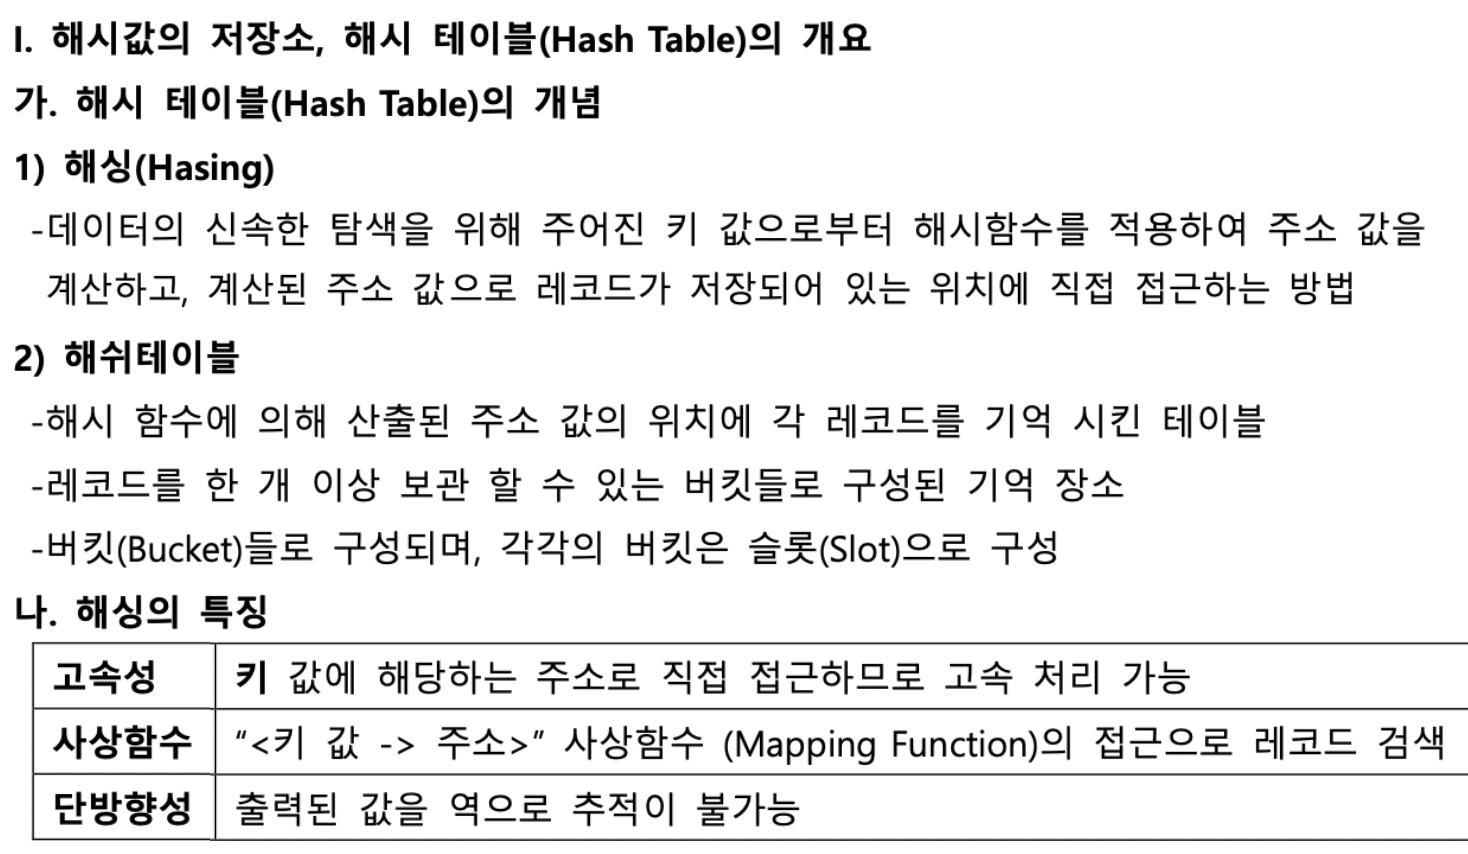 I. 해시값의 저장소, 해시 테이블(Hash Table)의 개요
가. 해시 테이블(Hash Table)의 개념
1) 해싱(Hasing)
-데이터의 신속한 탐색을 위해 주어진 키 값으로부터 해시함수를 적용하여 주소 값을
계산하고, 계산된 주소 값으로 레코드가 저장되어 있는 위치에 직접 접근하는 방법
2) 해쉬테이블
-해시 함수에 의해 산출된 주소 값의 위치에 각 레코드를 기억 시킨 테이블
-레코드를 한 개 이상 보관 할 수 있는 버킷들로 구성된 기억 장소
-버킷(Bucket)들로 구성되며, 각각의 버킷은 슬롯(Slot)으로 구성
나. 해싱의 특징
고속성 키 값에 해당하는 주소로 직접 접근하므로 고속 처리 가능
사상함수 “<키 값 -> 주소>” 사상함수 (Mapping Function)의 접근으로 레코드 검색
단방향성 출력된 값을 역으로 추적이 불가능